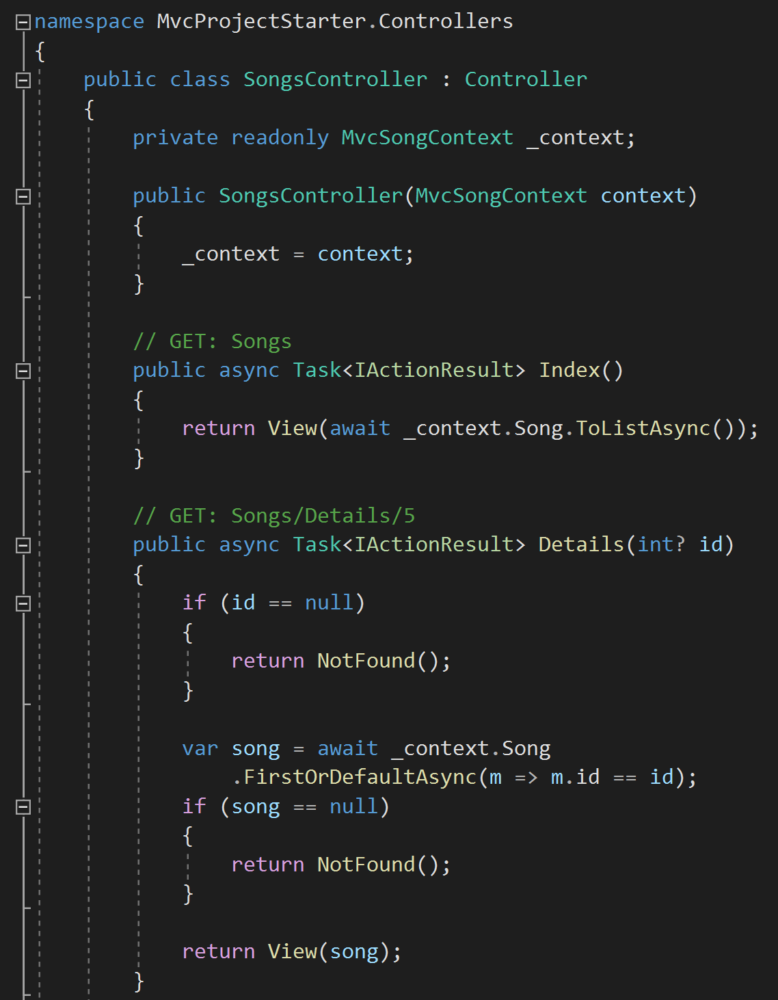 namespace MvcProjectStarter.Controllers
{
    public class SongsController : Controller
    {
        private readonly MvcSongContext _context;

        public SongsController(MvcSongContext context)
        {
            _context = context;
        }

        // GET: Songs
        public async Task<IActionResult> Index()
        {
            return View(await _context.Song.ToListAsync());
        }

        // GET: Songs/Details/5
        public async Task<IActionResult> Details(int? id)
        {
            if (id == null)
            {
                return NotFound();
            }

            var song = await _context.Song
                .FirstOrDefaultAsync(m => m.id == id);
            if (song == null)
            {
                return NotFound();
            }

            return View(song);
        }